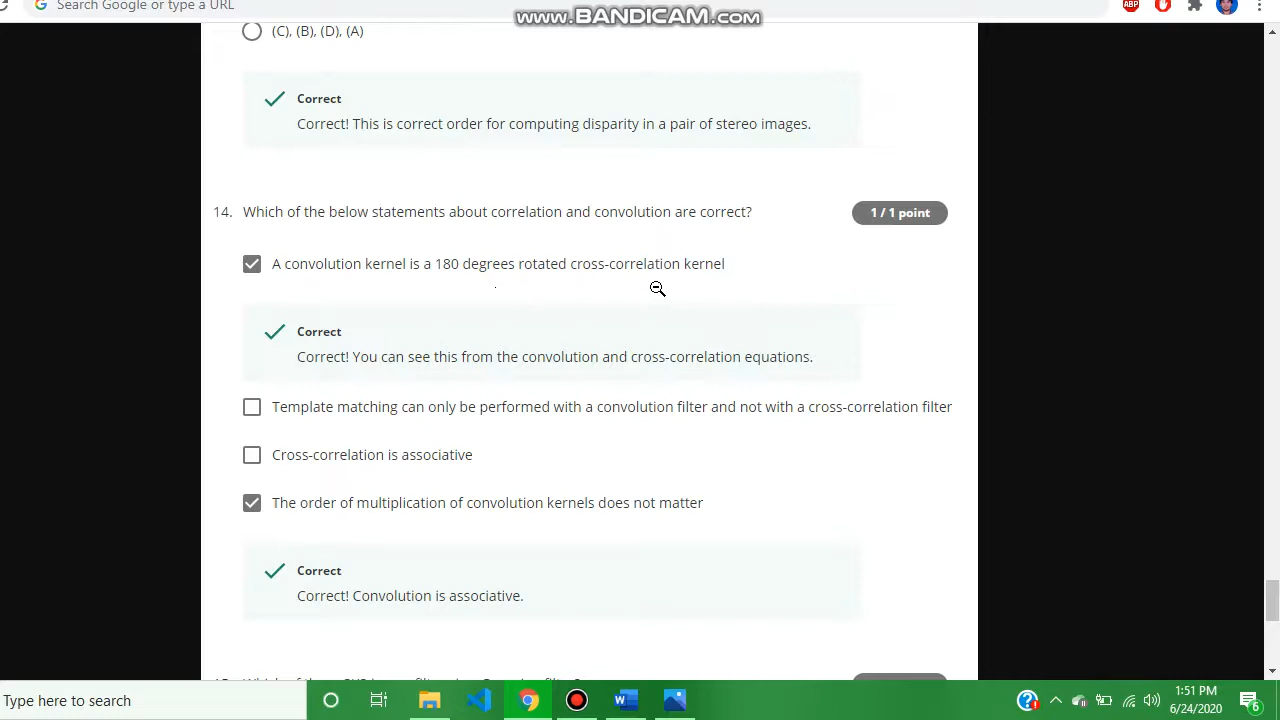 Search Google or type a URL
www.BANDICAM.com
ABP
(C), (B), (D), (A)
Correct
Correct! This is correct order for computing disparity in a pair of stereo images.
14. Which of the below statements about correlation and convolution are correct?
1 / 1 point
A convolution kernel is a 180 degrees rotated cross-correlation kernel
Correct
Correct! You can see this from the convolution and cross-correlation equations.
Template matching can only be performed with a convolution filter and not with a cross-correlation filter
Cross-correlation is associative
The order of multiplication of convolution kernels does not matter
Correct
Correct! Convolution is associative.
Type here to search
1:51 PM
6/24/2020
6